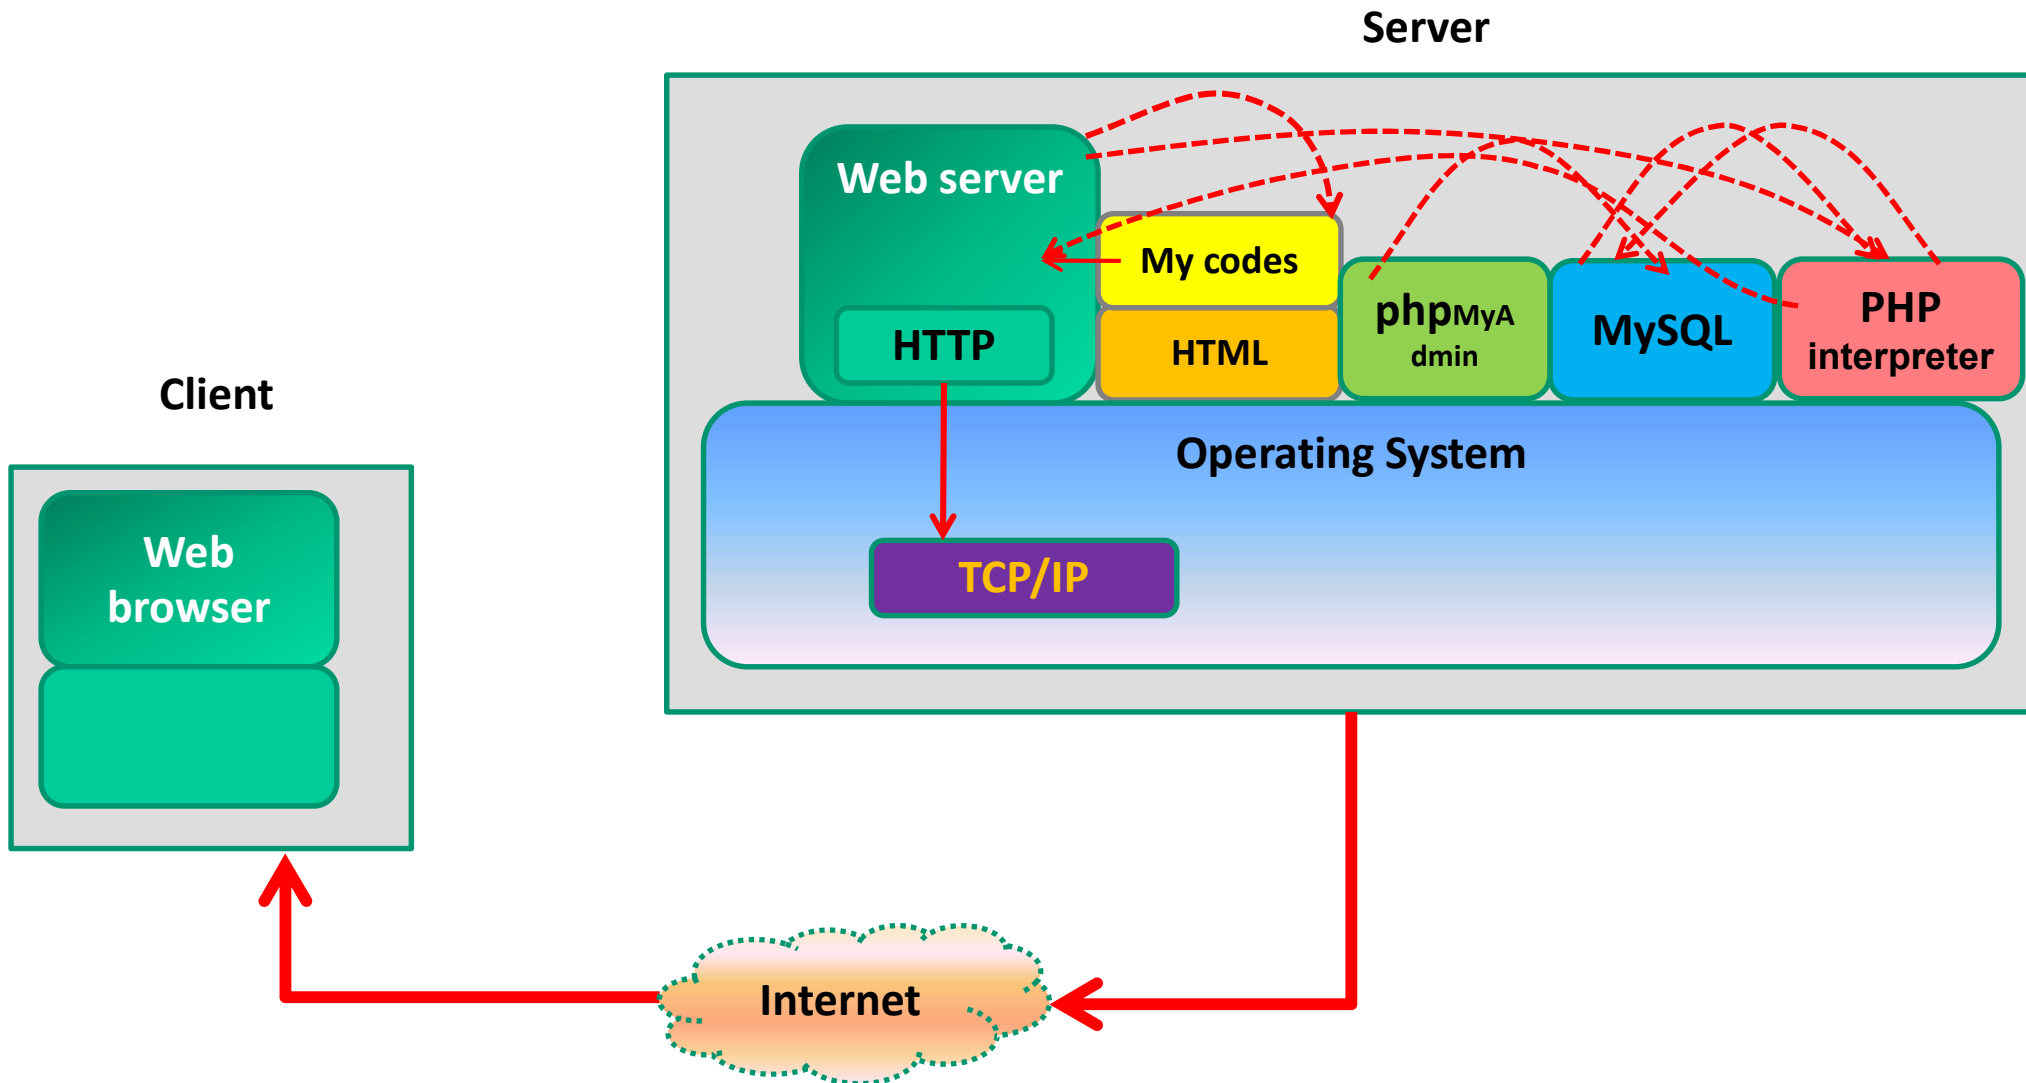 Server
Web server
My codes
HTTP
HTML
phpMyA
dmin
MySQL
PHP
interpreter
Operating System
TCP/IP
Client
Web
browser
Internet